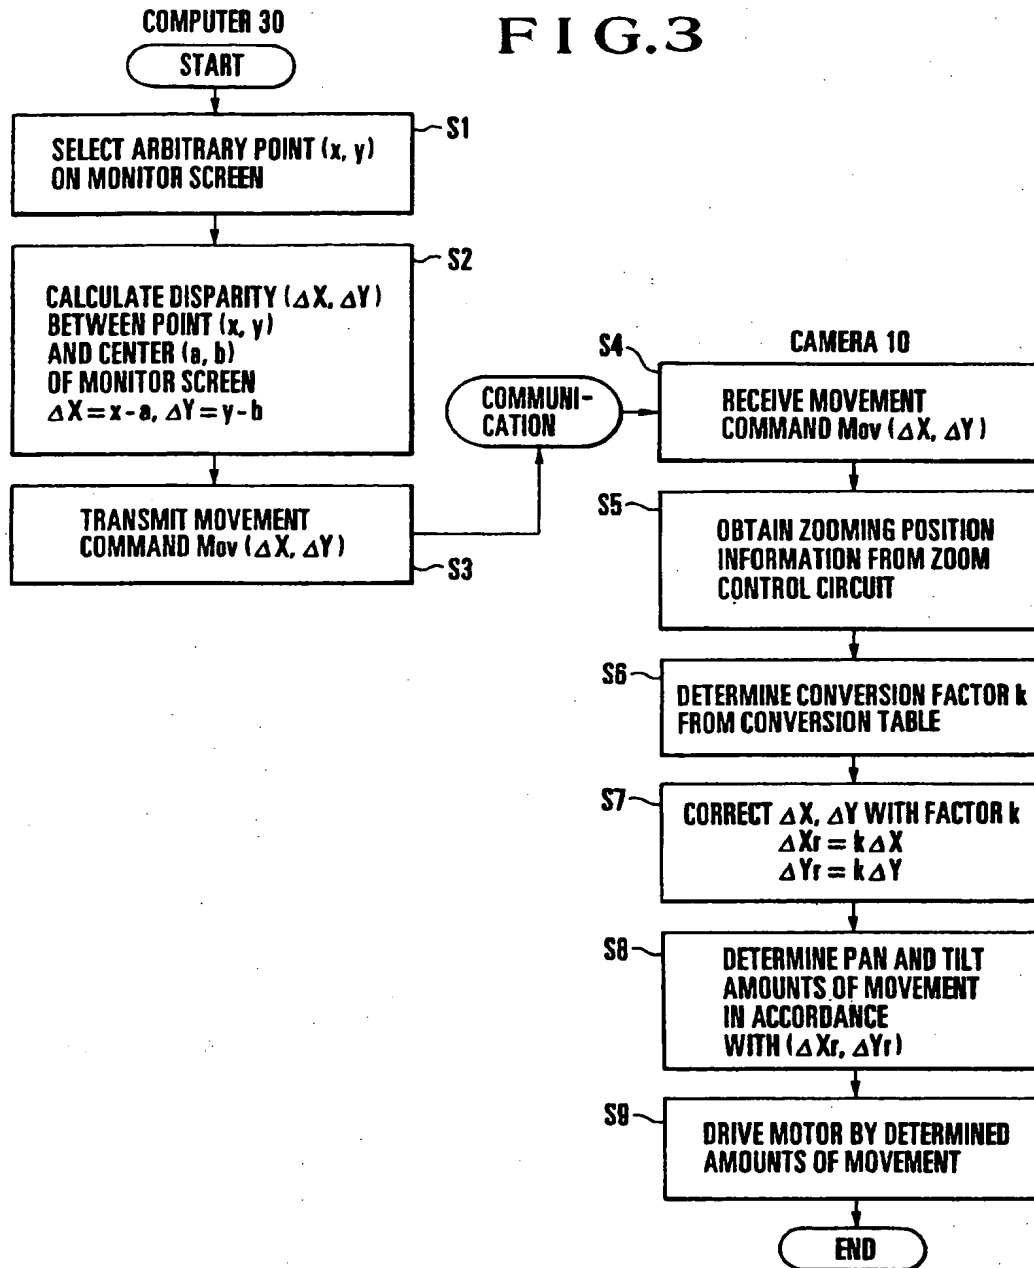 FIG.3
COMPUTER 30
START
S1
SELECT ARBITRARY POINT (x, y)
ON MONITOR SCREEN
S2
CALCULATE DISPARITY (ΔX, ΔY)
BETWEEN POINT (x, y)
AND CENTER (a, b)
OF MONITOR SCREEN
ΔX = x-a, ΔY = y-b
TRANSMIT MOVEMENT
COMMAND Mov (ΔX, ΔY)
S3
COMMUNI-
CATION
CAMERA 10
S4
RECEIVE MOVEMENT
COMMAND Mov (ΔX, ΔY)
S5
OBTAIN ZOOMING POSITION
INFORMATION FROM ZOOM
CONTROL CIRCUIT
S6
DETERMINE CONVERSION FACTOR k
FROM CONVERSION TABLE
S7
CORRECT ΔX, ΔY WITH FACTOR k
ΔXr = kΔX
ΔYr = kΔY
S8
DETERMINE PAN AND TILT
AMOUNTS OF MOVEMENT
IN ACCORDANCE
WITH (ΔXr, ΔYr)
S9
DRIVE MOTOR BY DETERMINED
AMOUNTS OF MOVEMENT
END